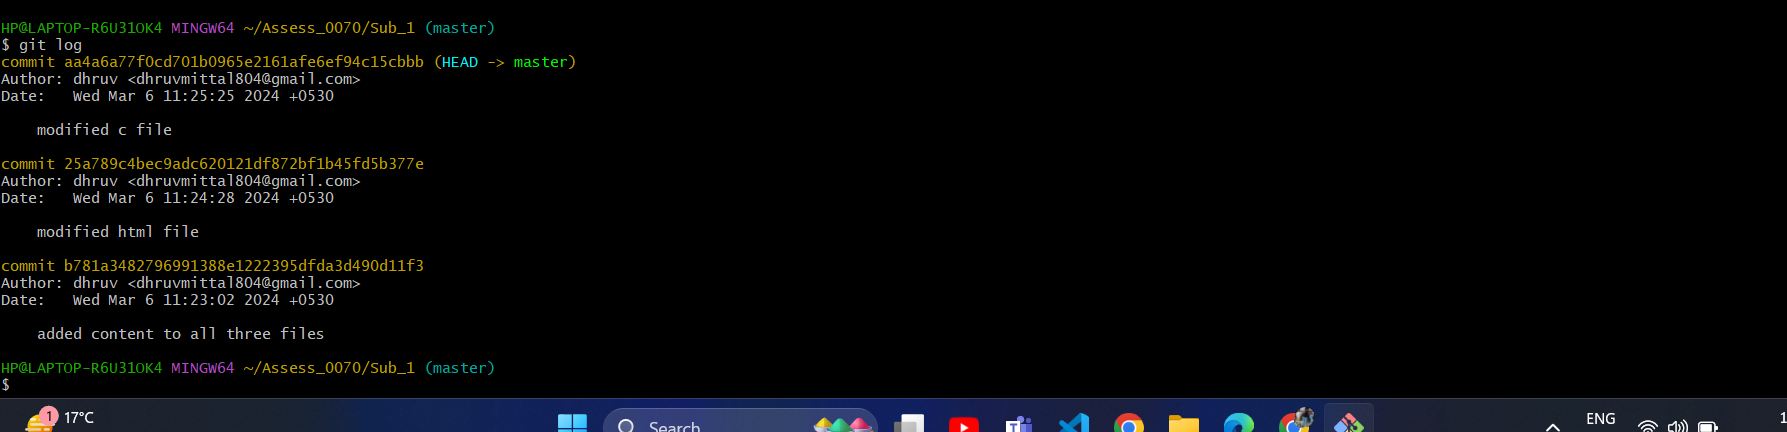 HP@LAPTOP-R6U31OK4 MINGW64 ~/Assess_0070/Sub_1 (master)
$ git log
commit aa4a6a77f0cd701b0965e2161afe6ef94c15cbbb (HEAD -> master)
Author: dhruv <dhruvmittal804@gmail.com>
Date:   Wed Mar 6 11:25:25 2024 +0530
    modified c file
commit 25a789c4bec9adc620121df872bf1b45fd5b377e
Author: dhruv <dhruvmittal804@gmail.com>
Date:   Wed Mar 6 11:24:28 2024 +0530
    modified html file
commit b781a3482796991388e1222395dfda3d490d11f3
Author: dhruv <dhruvmittal804@gmail.com>
Date:   Wed Mar 6 11:23:02 2024 +0530
    added content to all three files
HP@LAPTOP-R6U31OK4 MINGW64 ~/Assess_0070/Sub_1 (master)
$
1 17°C Search ENG